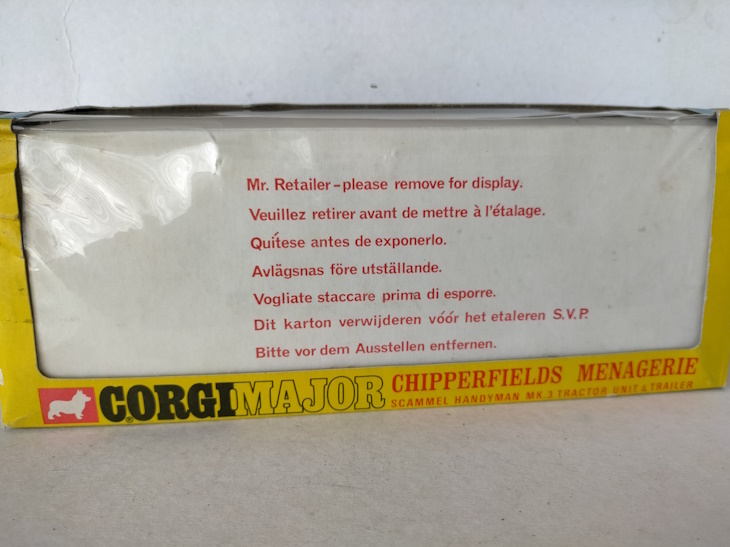 Mr. Retailer - please remove for display.
Veuillez retirer avant de mettre à l'étalage.
Quítese antes de exponerlo.
Avlägsnas före utställande.
Vogliate staccare prima di esporre.
Dit karton verwijderen vóór het etaleren S.V.P.
Bitte vor dem Ausstellen entfernen.
CORGI MAJOR CHIPPERFIELDS MENAGERIE
SCAMMEL HANDYMAN MK.3 TRACTOR UNIT & TRAILER